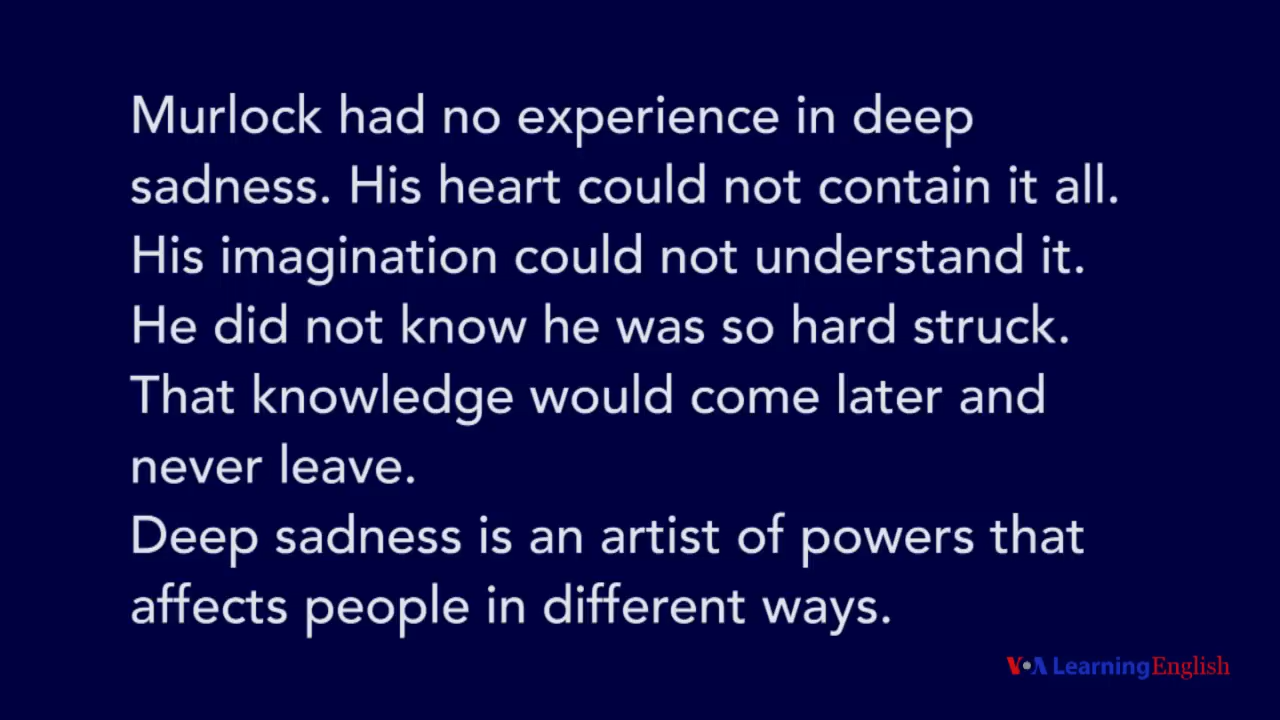 Murlock had no experience in deep
sadness. His heart could not contain it all.
His imagination could not understand it.
He did not know he was so hard struck.
That knowledge would come later and
never leave.
Deep sadness is an artist of powers that
affects people in different ways.
VOA Learning English